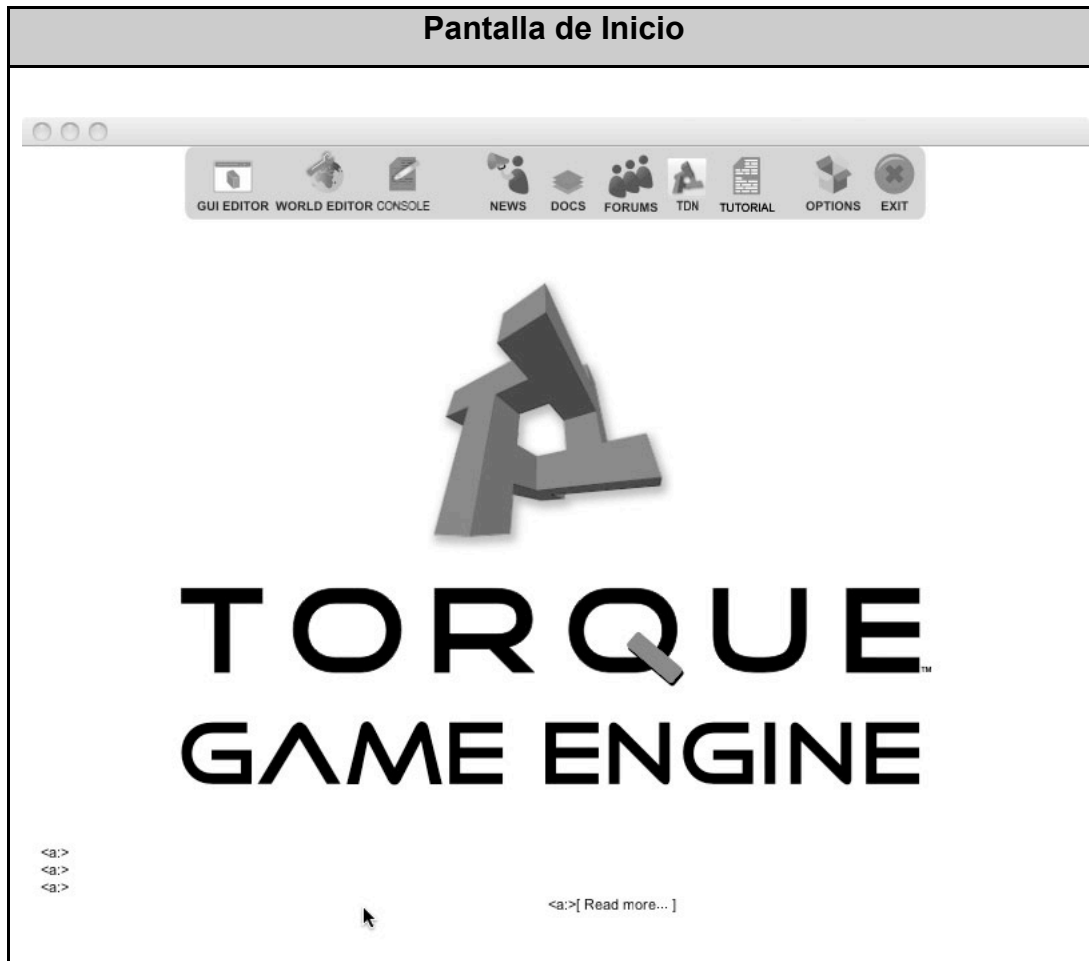 Pantalla de Inicio
GUI EDITOR WORLD EDITOR CONSOLE NEWS DOCS FORUMS TDN TUTORIAL OPTIONS EXIT
TORQUE™
GAME ENGINE
<a:>
<a:>
<a:>
<a:>[ Read more... ]